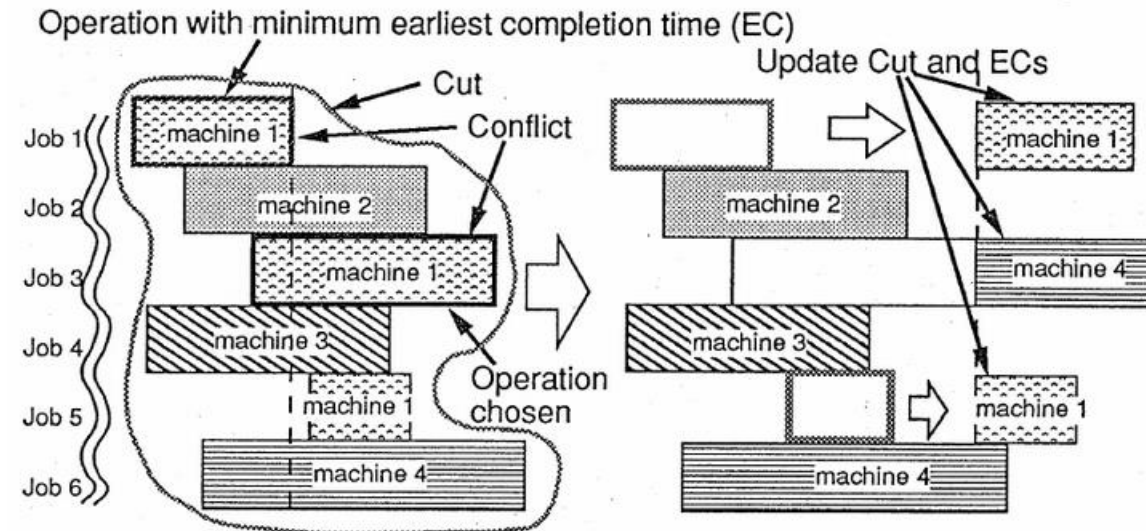 Operation with minimum earliest completion time (EC)
Cut
Update Cut and ECs
Conflict
Job 1
machine 1
machine 1
Job 2
machine 2
machine 2
Job 3
machine 1
machine 4
Job 4
machine 3
machine 3
Operation
chosen
Job 5
machine 1
machine 1
Job 6
machine 4
machine 4